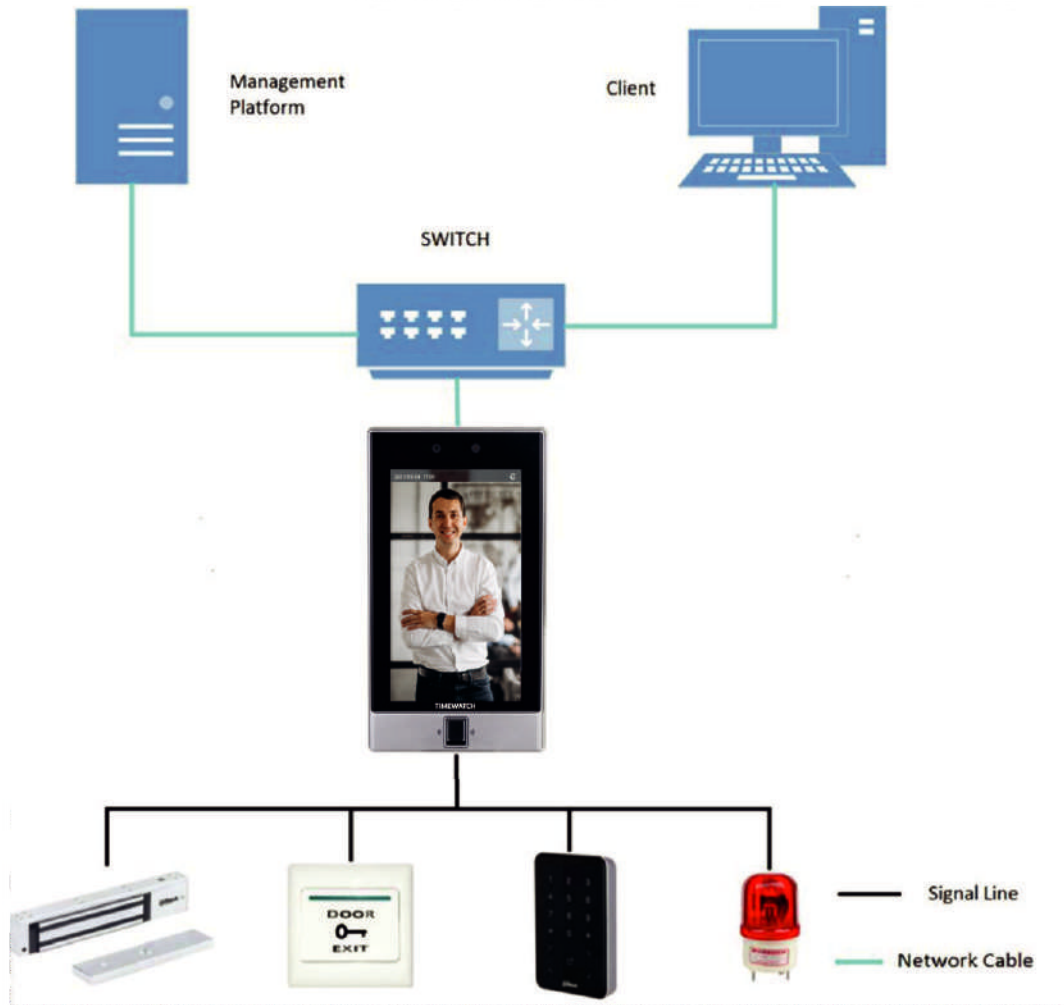 Management
Platform
Client
SWITCH
TIMEWATCH
DOOR
EXIT
Signal Line
Network Cable